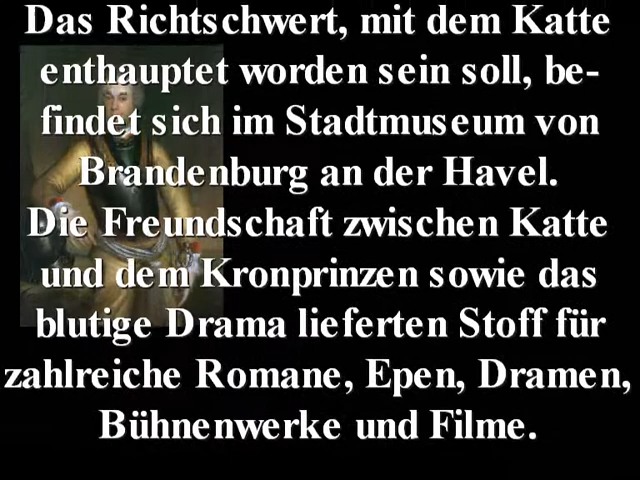 Das Richtschwert, mit dem Katte
enthauptet worden sein soll, be-
findet sich im Stadtmuseum von
Brandenburg an der Havel.
Die Freundschaft zwischen Katte
und dem Kronprinzen sowie das
blutige Drama lieferten Stoff für
zahlreiche Romane, Epen, Dramen,
Bühnenwerke und Filme.